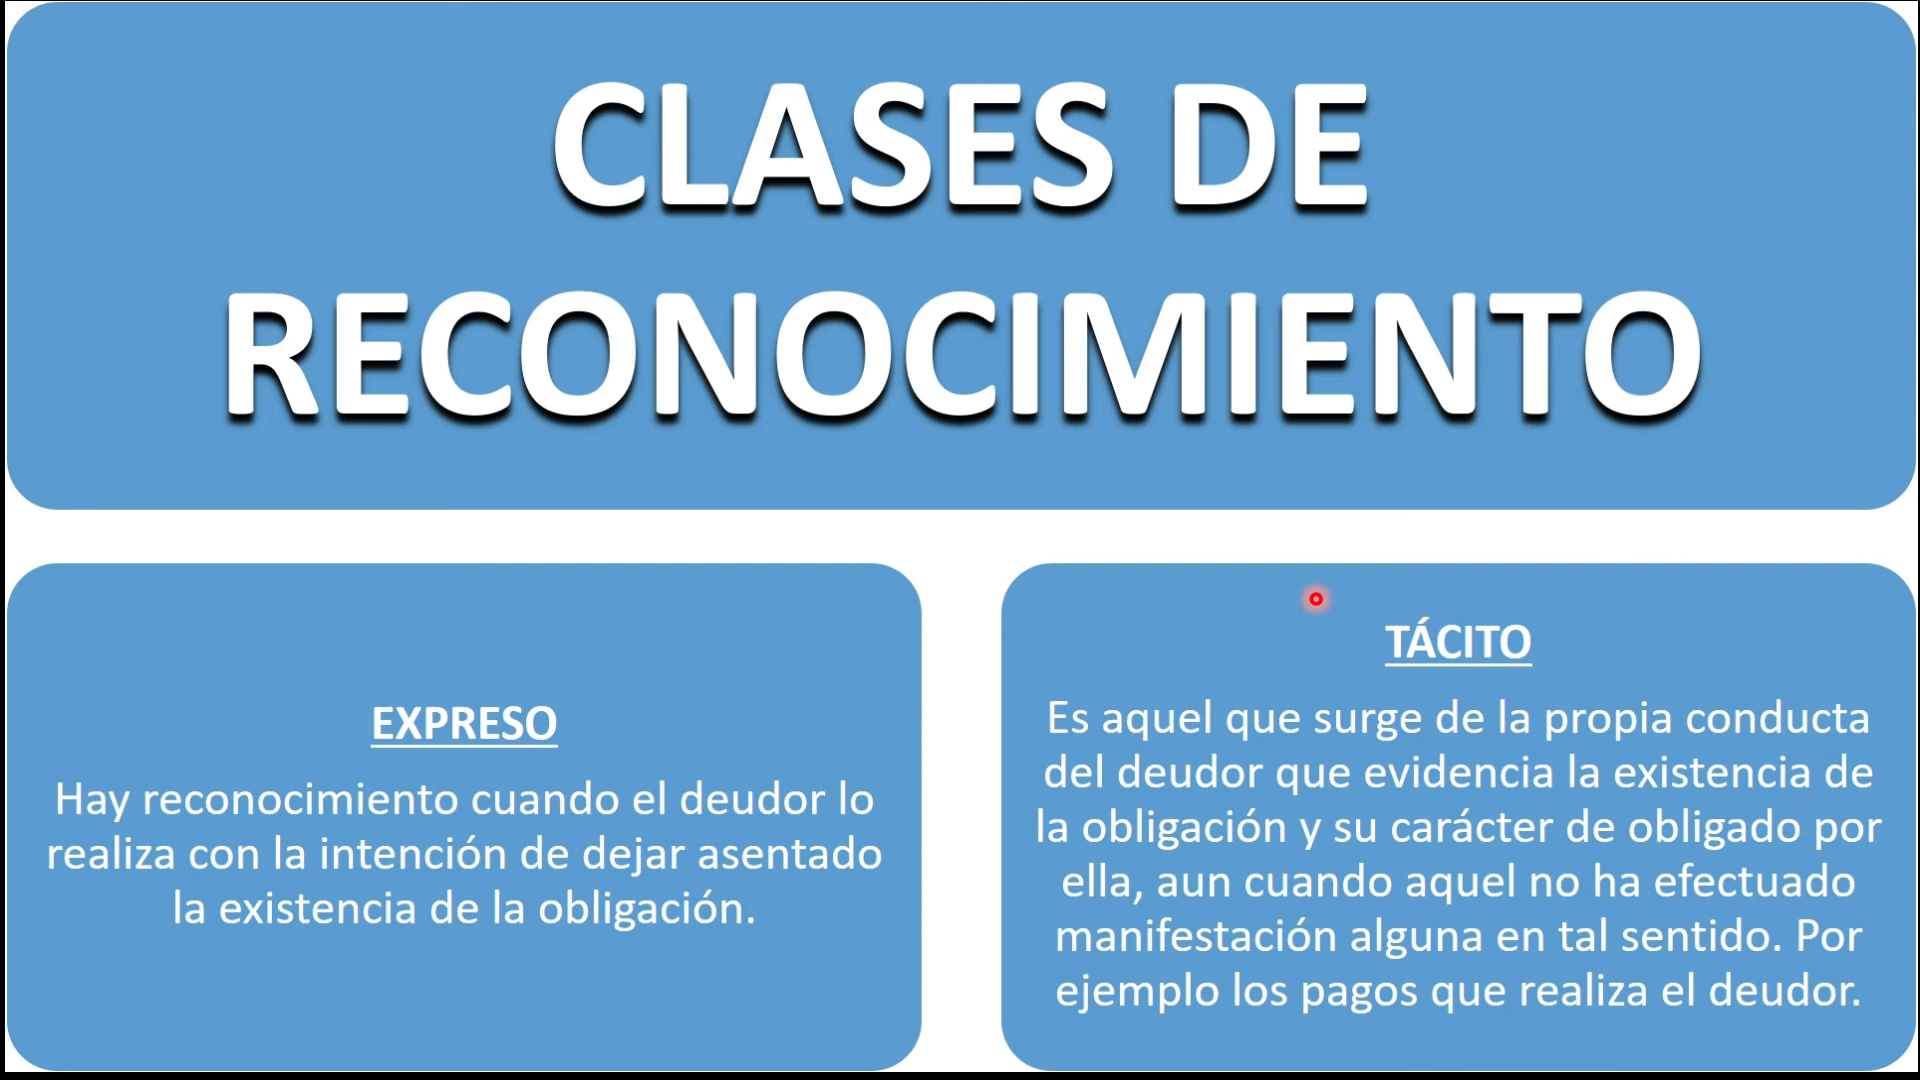 CLASES DE
RECONOCIMIENTO
EXPRESO
Hay reconocimiento cuando el deudor lo
realiza con la intención de dejar asentado
la existencia de la obligación.
TÁCITO
Es aquel que surge de la propia conducta
del deudor que evidencia la existencia de
la obligación y su carácter de obligado por
ella, aun cuando aquel no ha efectuado
manifestación alguna en tal sentido. Por
ejemplo los pagos que realiza el deudor.